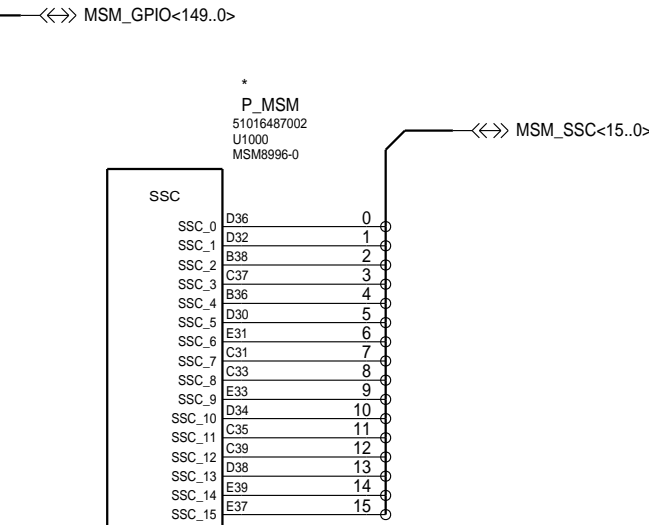 MSM_GPIO<149..0>
*
P_MSM
51016487002
U1000
MSM8996-0
MSM_SSC<15..0>
SSC
SSC_0 D36 0
SSC_1 D32 1
SSC_2 B38 2
SSC_3 C37 3
SSC_4 B36 4
SSC_5 D30 5
SSC_6 E31 6
SSC_7 C31 7
SSC_8 C33 8
SSC_9 E33 9
SSC_10 D34 10
SSC_11 C35 11
SSC_12 C39 12
SSC_13 D38 13
SSC_14 E39 14
SSC_15 E37 15